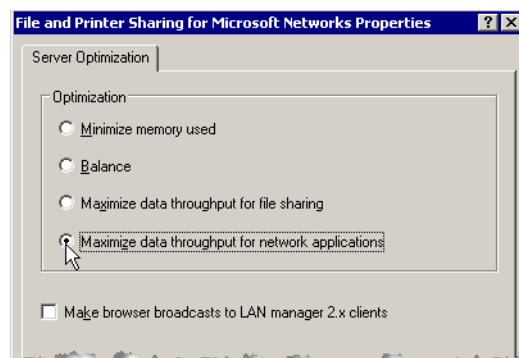 File and Printer Sharing for Microsoft Networks Properties
Server Optimization
Optimization
Minimize memory used
Balance
Maximize data throughput for file sharing
Maximize data throughput for network applications
Make browser broadcasts to LAN manager 2.x clients